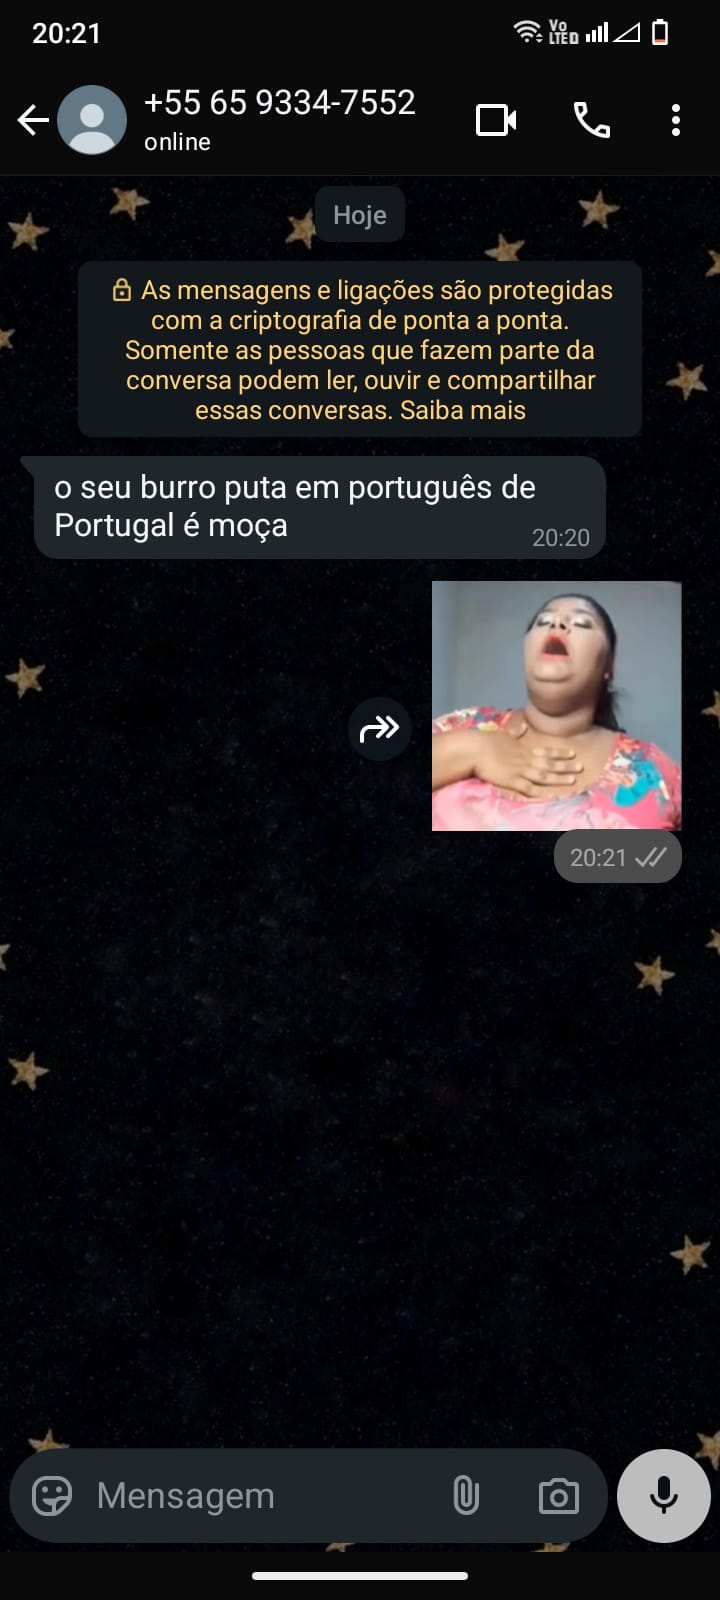 20:21
Vo
LTE
+55 65 9334-7552
online
Hoje
As mensagens e ligações são protegidas
com a criptografia de ponta a ponta.
Somente as pessoas que fazem parte da
conversa podem ler, ouvir e compartilhar
essas conversas. Saiba mais
o seu burro puta em português de
Portugal é moça
20:20
20:21
Mensagem